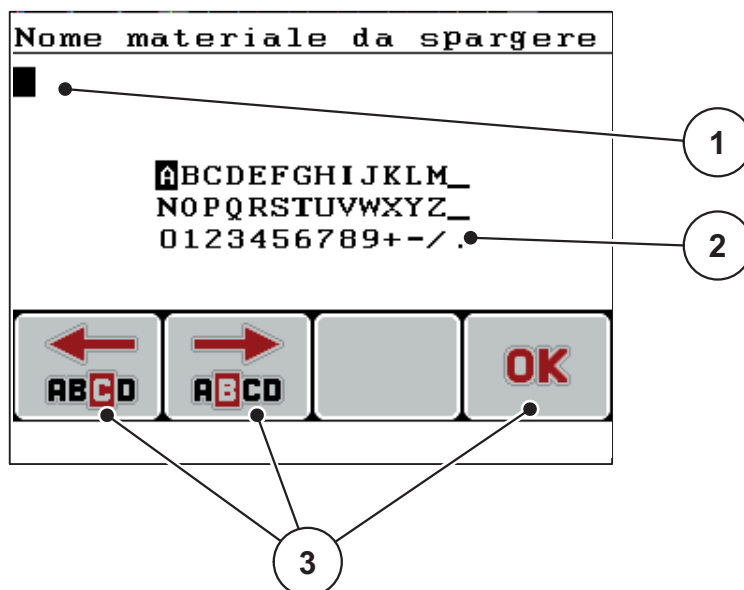 Nome materiale da spargere
1
ABCDEFGHIJKLM_
NOPQRSTUVWXYZ_
0123456789+-/.
2
ABCD
ABCD
OK
3